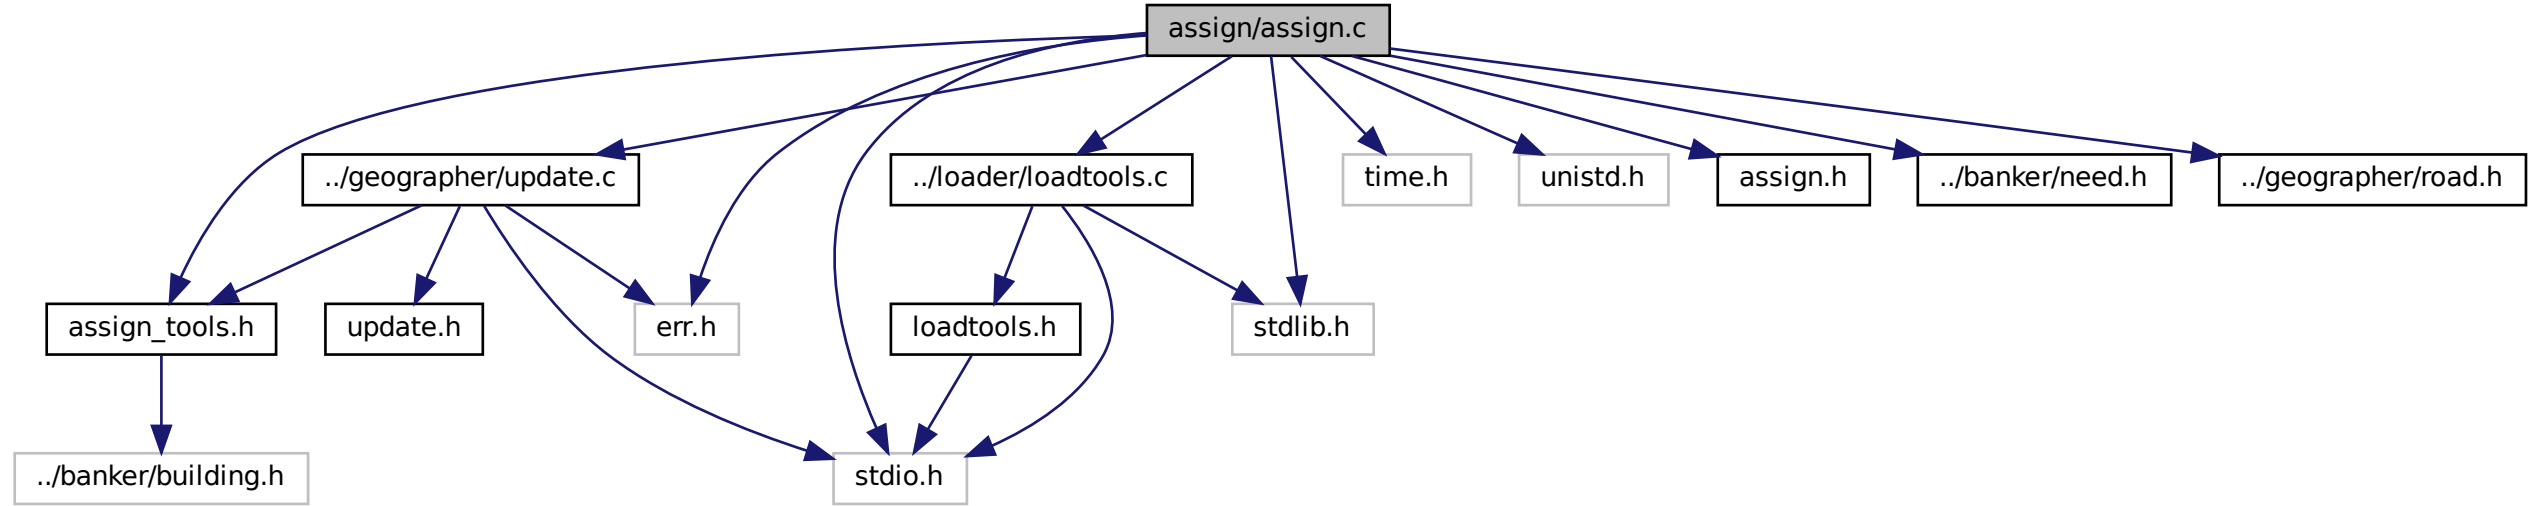 assign/assign.c
../geographer/update.c
../loader/loadtools.c
time.h
unistd.h
assign.h
../banker/need.h
../geographer/road.h
assign_tools.h
update.h
err.h
loadtools.h
stdlib.h
../banker/building.h
stdio.h